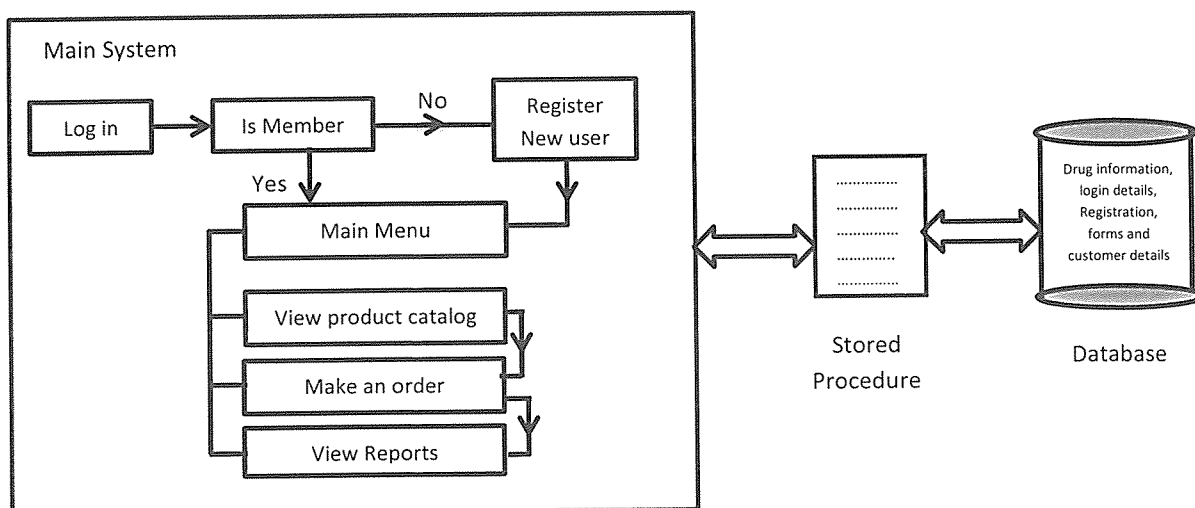 Main System
Log in
Is Member
No
Register
New user
Yes
Main Menu
View product catalog
Make an order
View Reports
...............
...............
...............
...............
...............
Stored
Procedure
Drug information,
login details,
Registration,
forms and
customer details
Database